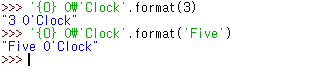 >>> '{0} O#'Clock'.format(3)
"3 O'Clock"
>>> '{0} O#'Clock'.format('Five')
"Five O'Clock"
>>>